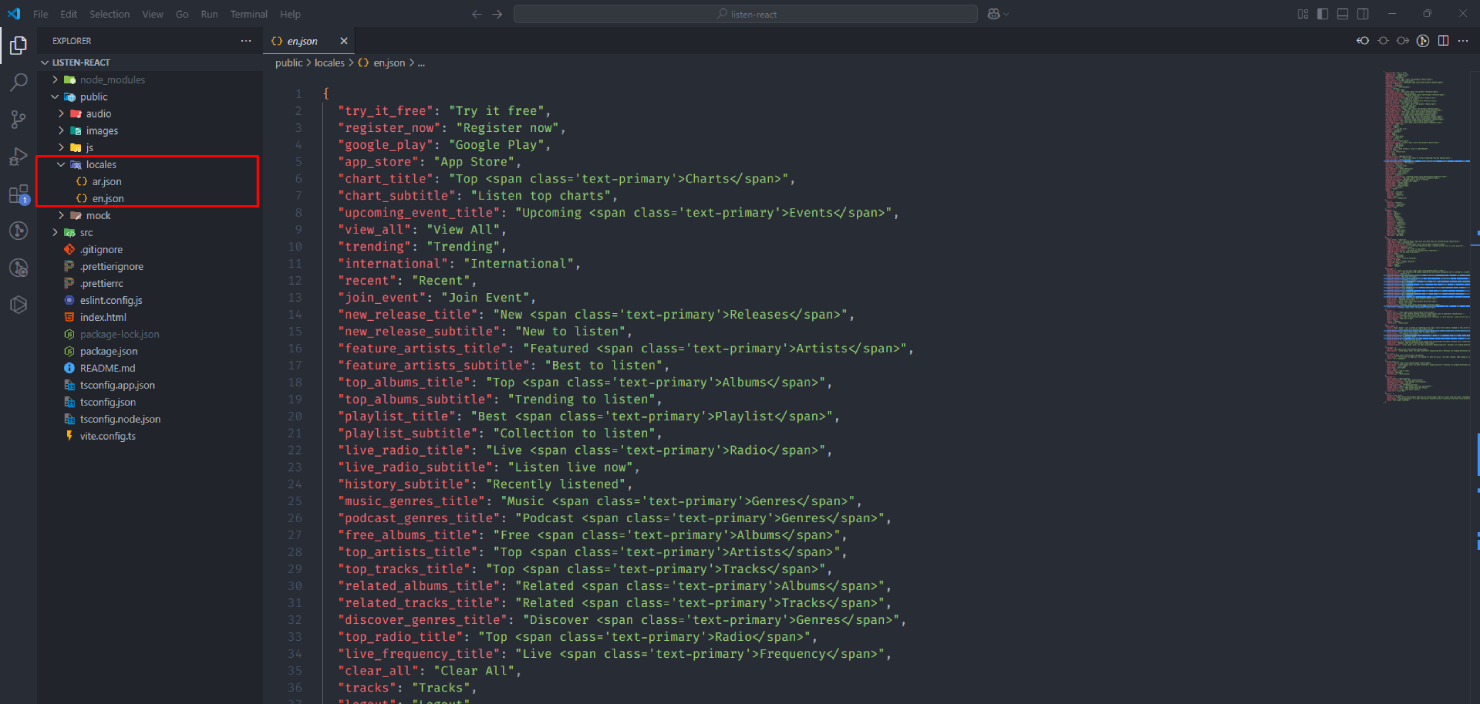 File Edit Selection View Go Run Terminal Help
listen-react
EXPLORER
LISTEN-REACT
node_modules
public
audio
images
js
locales
ar.json
en.json
mock
src
.gitignore
.prettierignore
.prettierrc
eslint.config.js
index.html
package-lock.json
package.json
README.md
tsconfig.app.json
tsconfig.json
tsconfig.node.json
vite.config.ts
1
en.json
public > locales > {} en.json > ...
1 {
2 "try_it_free": "Try it free",
3 "register_now": "Register now",
4 "google_play": "Google Play",
5 "app_store": "App Store",
6 "chart_title": "Top <span class='text-primary'>Charts</span>",
7 "chart_subtitle": "Listen top charts",
8 "upcoming_event_title": "Upcoming <span class='text-primary'>Events</span>",
9 "view_all": "View All",
10 "trending": "Trending",
11 "international": "International",
12 "recent": "Recent",
13 "join_event": "Join Event",
14 "new_release_title": "New <span class='text-primary'>Releases</span>",
15 "new_release_subtitle": "New to listen",
16 "feature_artists_title": "Featured <span class='text-primary'>Artists</span>",
17 "feature_artists_subtitle": "Best to listen",
18 "top_albums_title": "Top <span class='text-primary'>Albums</span>",
19 "top_albums_subtitle": "Trending to listen",
20 "playlist_title": "Best <span class='text-primary'>Playlist</span>",
21 "playlist_subtitle": "Collection to listen",
22 "live_radio_title": "Live <span class='text-primary'>Radio</span>",
23 "live_radio_subtitle": "Listen live now",
24 "history_subtitle": "Recently listened",
25 "music_genres_title": "Music <span class='text-primary'>Genres</span>",
26 "podcast_genres_title": "Podcast <span class='text-primary'>Genres</span>",
27 "free_albums_title": "Free <span class='text-primary'>Albums</span>",
28 "top_artists_title": "Top <span class='text-primary'>Artists</span>",
29 "top_tracks_title": "Top <span class='text-primary'>Tracks</span>",
30 "related_albums_title": "Related <span class='text-primary'>Albums</span>",
31 "related_tracks_title": "Related <span class='text-primary'>Tracks</span>",
32 "discover_genres_title": "Discover <span class='text-primary'>Genres</span>",
33 "top_radio_title": "Top <span class='text-primary'>Radio</span>",
34 "live_frequency_title": "Live <span class='text-primary'>Frequency</span>",
35 "clear_all": "Clear All",
36 "tracks": "Tracks",
37 "logout": "Logout"